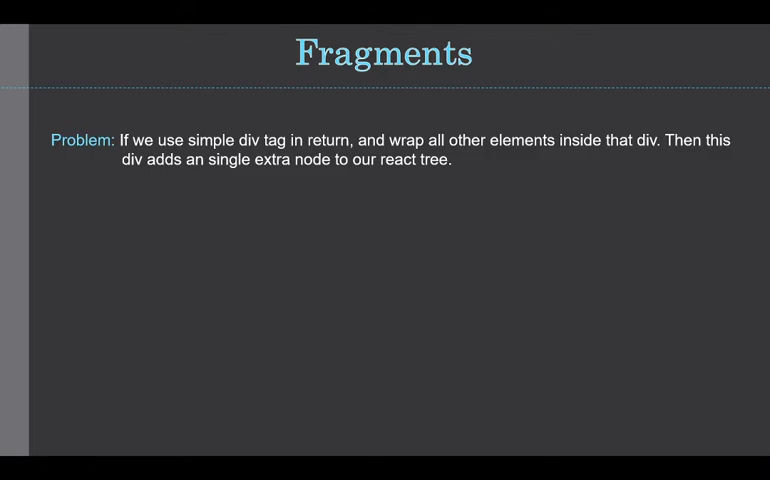 Fragments
Problem: If we use simple div tag in return, and wrap all other elements inside that div. Then this
div adds an single extra node to our react tree.